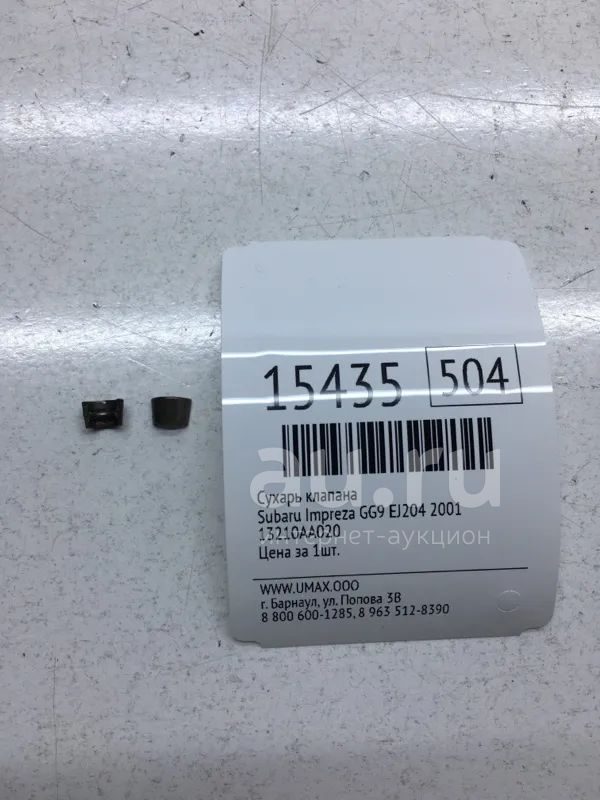 15435 504
Сухарь клапана
Subaru Impreza GG9 EJ204 2001
13210AA020
Цена за 1шт.
WWW.UMAX.OOO
г. Барнаул, ул. Попова 3В
8 800 600-1285, 8 963 512-8390
au.ru
интернет-аукцион